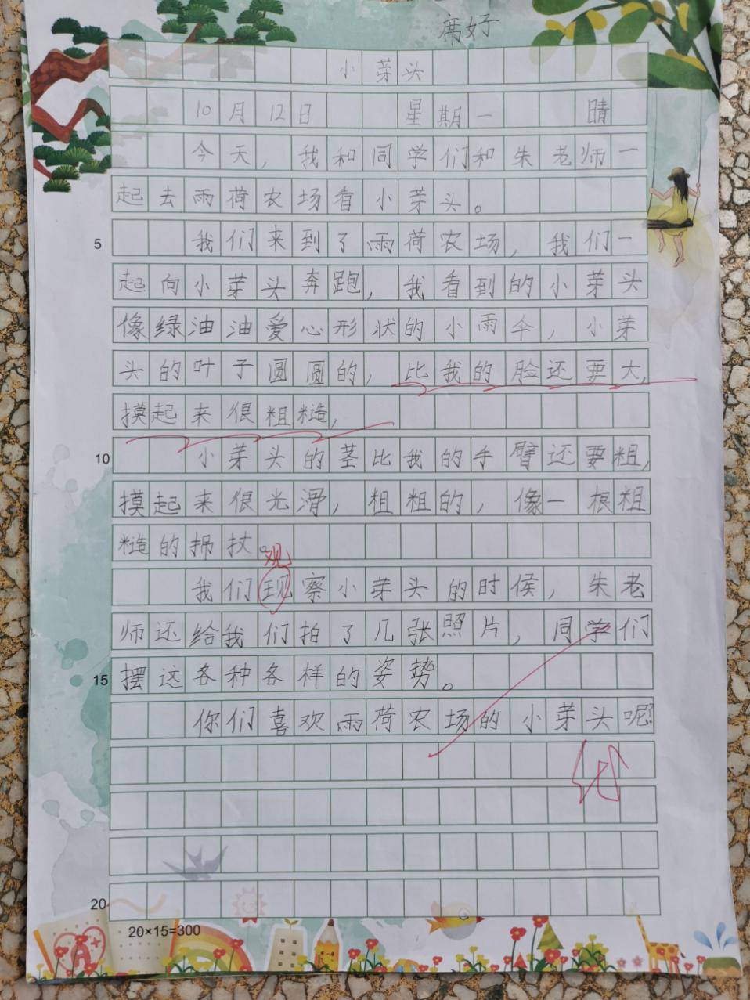 席好
小芽头
10月12日 星期一 晴
今天，我和同学们和朱老师一
起去雨荷农场看小芽头。
5 我们来到了雨荷农场，我们一
起向小芽头奔跑，我看到的小芽头
像绿油油爱心形状的小雨伞，小芽
头的叶子圆圆的，比我的脸还要大，
摸起来很粗糙，
10 小芽头的茎比我的手臂还要粗，
摸起来很光滑，粗粗的，像一根粗
糙的拐杖。
观
我们现察小芽头的时侯，朱老
师还给我们拍了几张照片，同学们
15 摆这各种各样的姿势。
你们喜欢雨荷农场的小芽头呢？
优
20
20×15=300